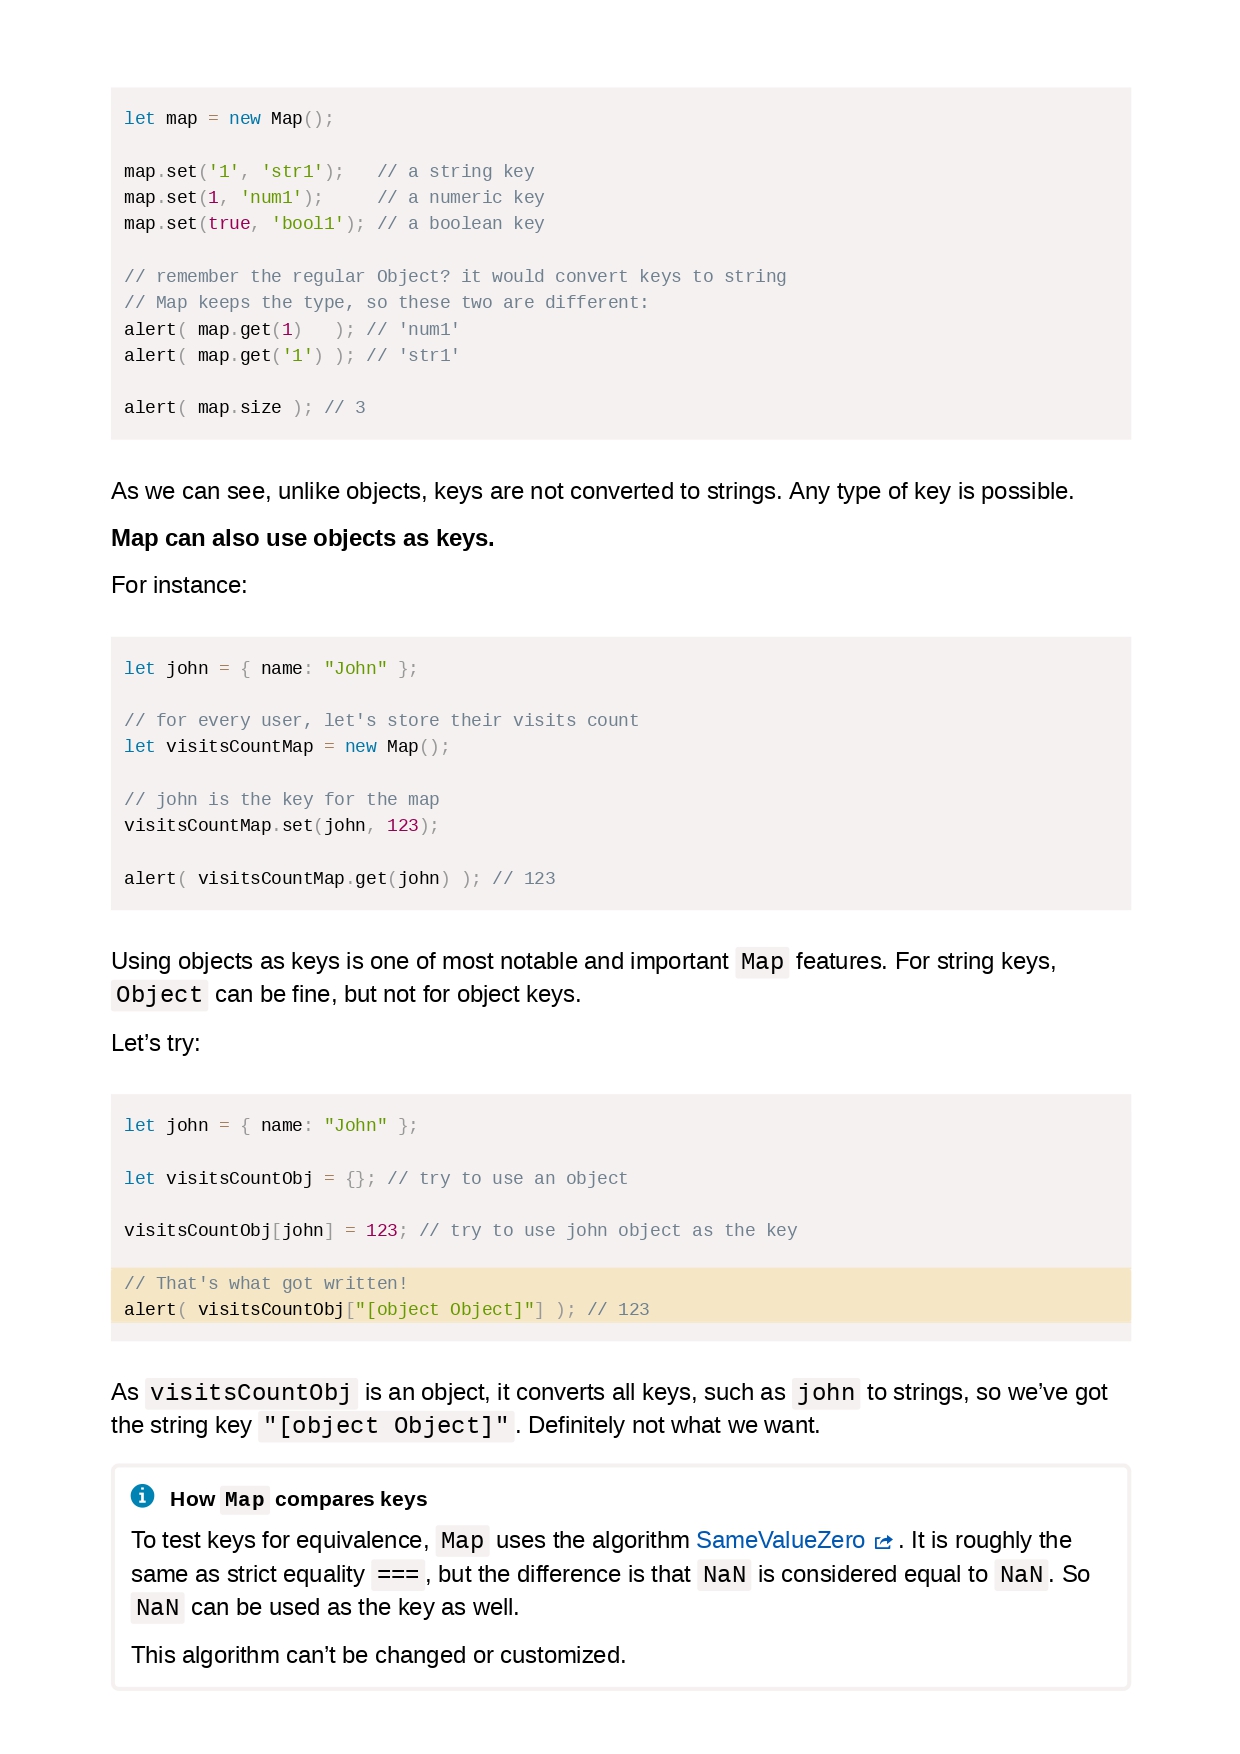 let map = new Map();
map.set('1', 'str1');   // a string key
map.set(1, 'num1');     // a numeric key
map.set(true, 'bool1'); // a boolean key
// remember the regular Object? it would convert keys to string
// Map keeps the type, so these two are different:
alert( map.get(1)   ); // 'num1'
alert( map.get('1') ); // 'str1'
alert( map.size ); // 3
As we can see, unlike objects, keys are not converted to strings. Any type of key is possible.
Map can also use objects as keys.
For instance:
let john = { name: "John" };
// for every user, let's store their visits count
let visitsCountMap = new Map();
// john is the key for the map
visitsCountMap.set(john, 123);
alert( visitsCountMap.get(john) ); // 123
Using objects as keys is one of most notable and important Map features. For string keys,
Object can be fine, but not for object keys.
Let’s try:
let john = { name: "John" };
let visitsCountObj = {}; // try to use an object
visitsCountObj[john] = 123; // try to use john object as the key
// That's what got written!
alert( visitsCountObj["[object Object]"] ); // 123
As visitsCountObj is an object, it converts all keys, such as john to strings, so we’ve got
the string key "[object Object]". Definitely not what we want.
How Map compares keys
To test keys for equivalence, Map uses the algorithm SameValueZero . It is roughly the
same as strict equality ===, but the difference is that NaN is considered equal to NaN. So
NaN can be used as the key as well.
This algorithm can’t be changed or customized.